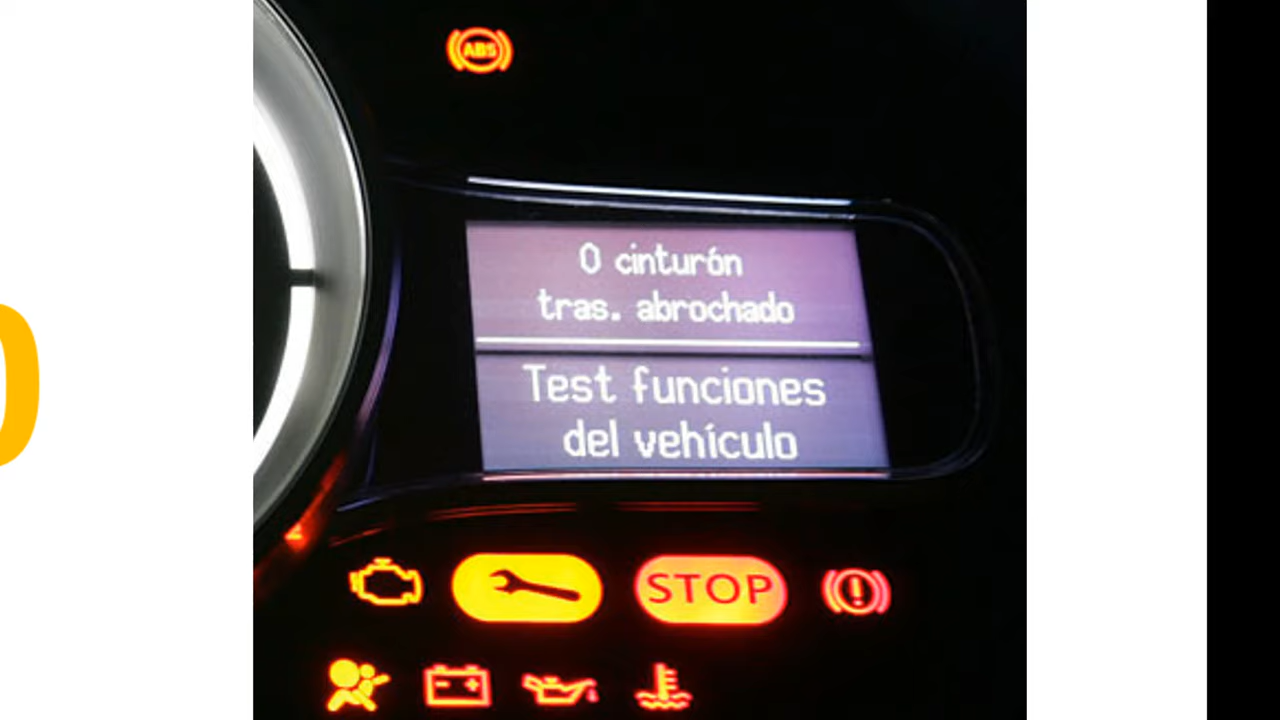 ABS
0 cinturón
tras. abrochado
Test funciones
del vehículo
STOP